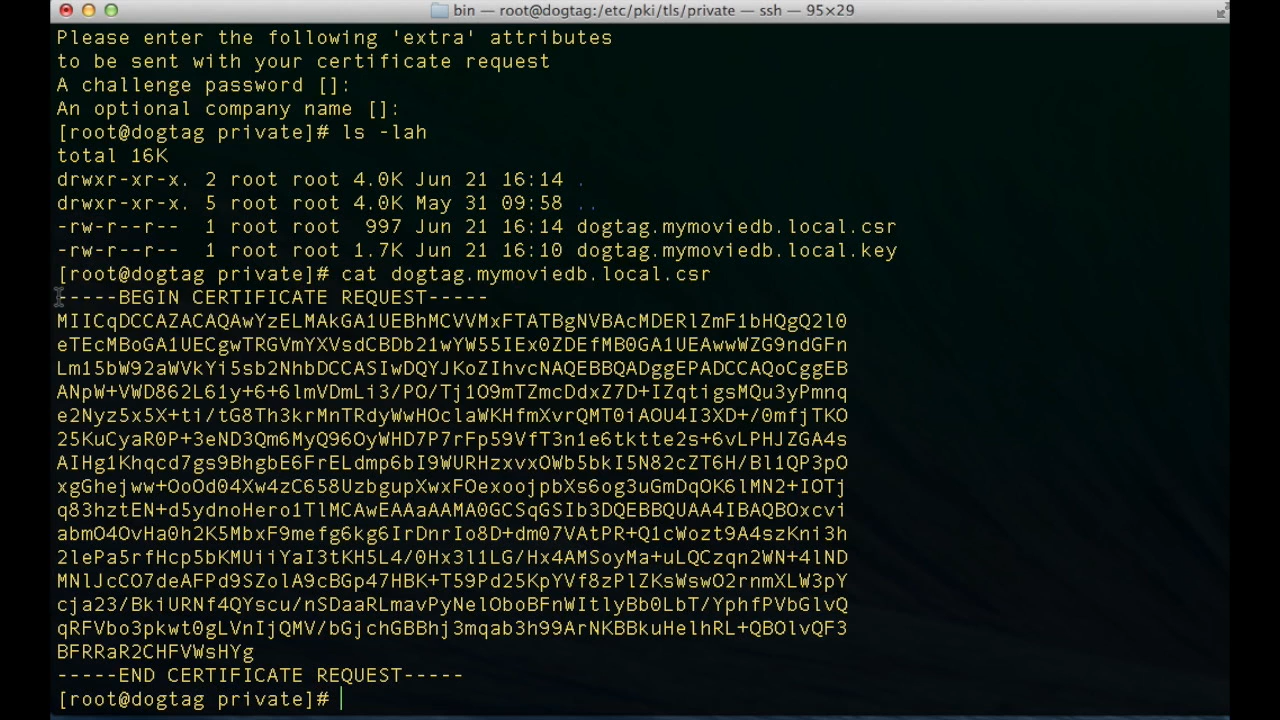 bin — root@dogtag:/etc/pki/tls/private — ssh — 95×29
Please enter the following 'extra' attributes
to be sent with your certificate request
A challenge password []:
An optional company name []:
[root@dogtag private]# ls -lah
total 16K
drwxr-xr-x. 2 root root 4.0K Jun 21 16:14 .
drwxr-xr-x. 5 root root 4.0K May 31 09:58 ..
-rw-r--r-- 1 root root 997 Jun 21 16:14 dogtag.mymoviedb.local.csr
-rw-r--r-- 1 root root 1.7K Jun 21 16:10 dogtag.mymoviedb.local.key
[root@dogtag private]# cat dogtag.mymoviedb.local.csr
-----BEGIN CERTIFICATE REQUEST-----
MIICqDCCAZACAQAwYzELMAkGA1UEBhMCVVMxFTATBgNVBAcMDERlZmF1bHQgQ2l0
eTEcMBoGA1UECgwTRGVmYXVsdCBDb21wYW55IEx0ZDEfMB0GA1UEAwwWZG9ndGFn
Lm15bW92aWVkYi5sb2NhbDCCASIwDQYJKoZIhvcNAQEBBQADggEPADCCAQoCggEB
ANpW+VWD862L61y+6+6lmVDmLi3/PO/Tj1O9mTZmcDdxZ7D+IZqtigsMQu3yPmnq
e2Nyz5x5X+ti/tG8Th3krMnTRdyWwHOclaWKHfmXvrQMT0iAOU4I3XD+/0mfjTKO
25KuCyaR0P+3eND3Qm6MyQ96OyWHD7P7rFp59VfT3n1e6tktte2s+6vLPHJZGA4s
AIHg1Khqcd7gs9BhgbE6FrELdmp6bI9WURHzxvxOWb5bkI5N82cZT6H/Bl1QP3pO
xgGhejww+OoOd04Xw4zC658UzbgupXwxFOexoojpbXs6og3uGmDqOK6lMN2+IOTj
q83hztEN+d5ydnoHero1TlMCAwEAAaAAMA0GCSqGSIb3DQEBBQUAA4IBAQBOxcvi
abmO4OvHa0h2K5MbxF9mefg6kg6IrDnrIo8D+dm07VAtPR+Q1cWozt9A4szKni3h
2lePa5rfHcp5bKMUiiYaI3tKH5L4/0Hx3l1LG/Hx4AMSoyMa+uLQCzqn2WN+4lND
MNlJcCO7deAFPd9SZolA9cBGp47HBK+T59Pd25KpYVf8zPlZKsWswO2rnmXLW3pY
cja23/BkiURNf4QYscu/nSDaaRLmavPyNelOboBFnWItlyBb0LbT/YphfPVbGlvQ
qRFVbo3pkwt0gLVnIjQMV/bGjchGBBhj3mqab3h99ArNKBBkuHelhRL+QBOlvQF3
BFRRaR2CHFVWsHYg
-----END CERTIFICATE REQUEST-----
[root@dogtag private]#